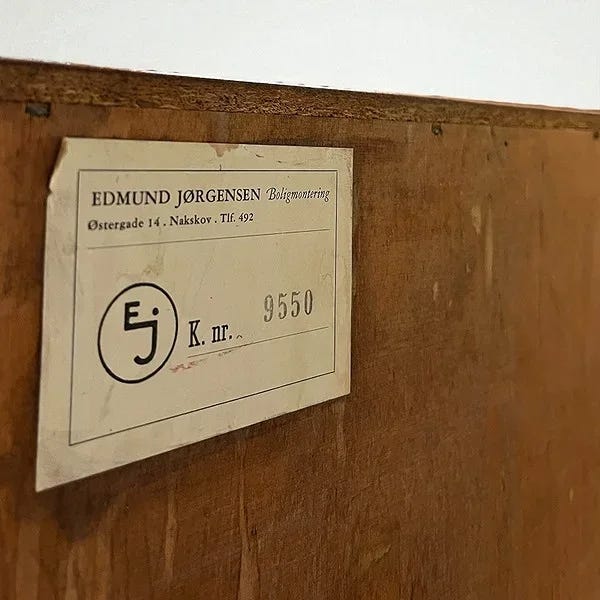 EDMUND JØRGENSEN Boligmontering
Østergade 14 . Nakskov . Tlf. 492
EJ
K. nr. 9550